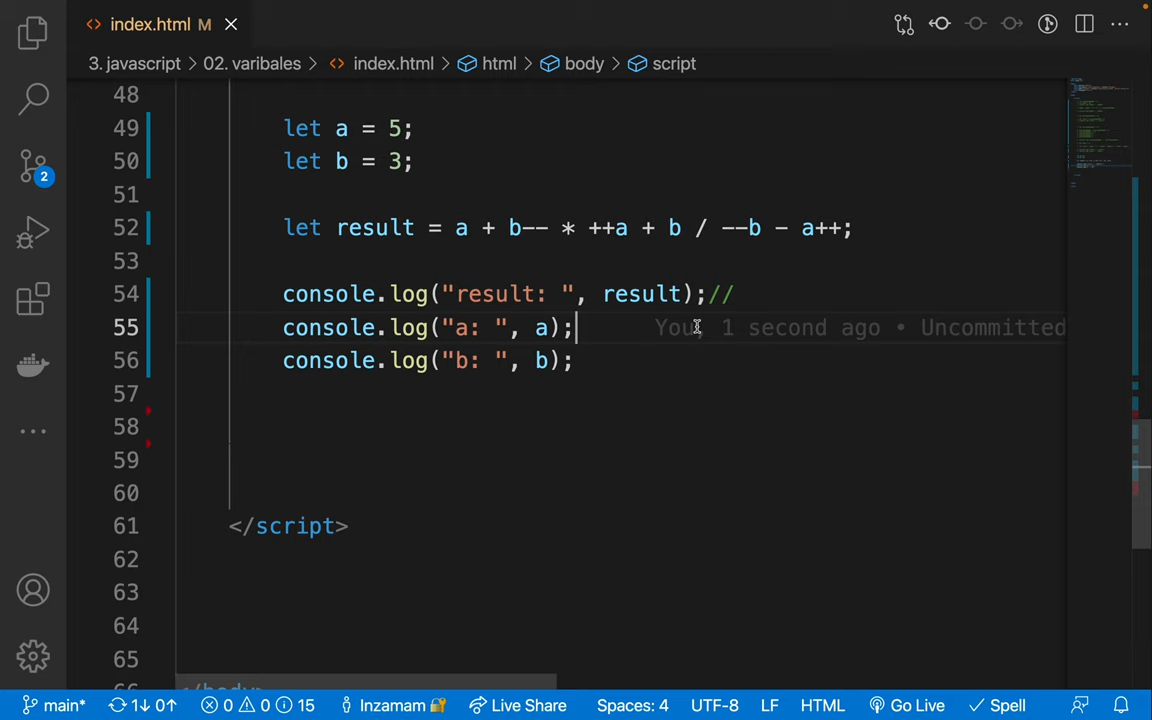 index.html M
3. javascript > 02. varibales > index.html > html > body > script
48
49 let a = 5;
50 let b = 3;
51
52 let result = a + b-- * ++a + b / --b - a++;
53
54 console.log("result: ", result);//
55 console.log("a: ", a); You, 1 second ago • Uncommitted
56 console.log("b: ", b);
57
58
59
60
61 </script>
62
63
64
65
2
main* 1↓ 0↑ 0 0 15 Inzamam Live Share Spaces: 4 UTF-8 LF HTML Go Live Spell